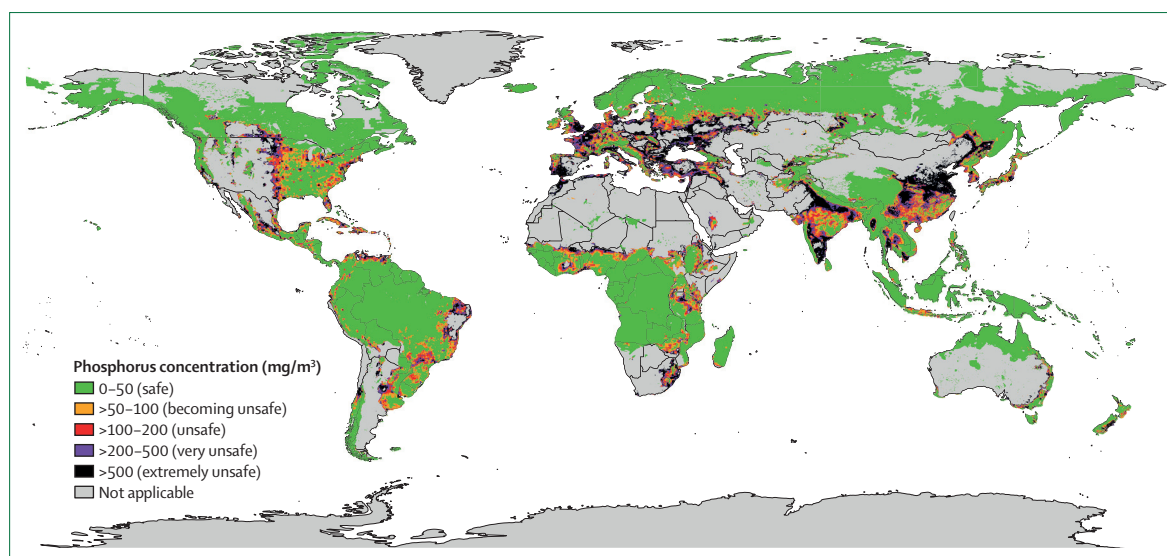 Phosphorus concentration (mg/m³)
0–50 (safe)
>50–100 (becoming unsafe)
>100–200 (unsafe)
>200–500 (very unsafe)
>500 (extremely unsafe)
Not applicable